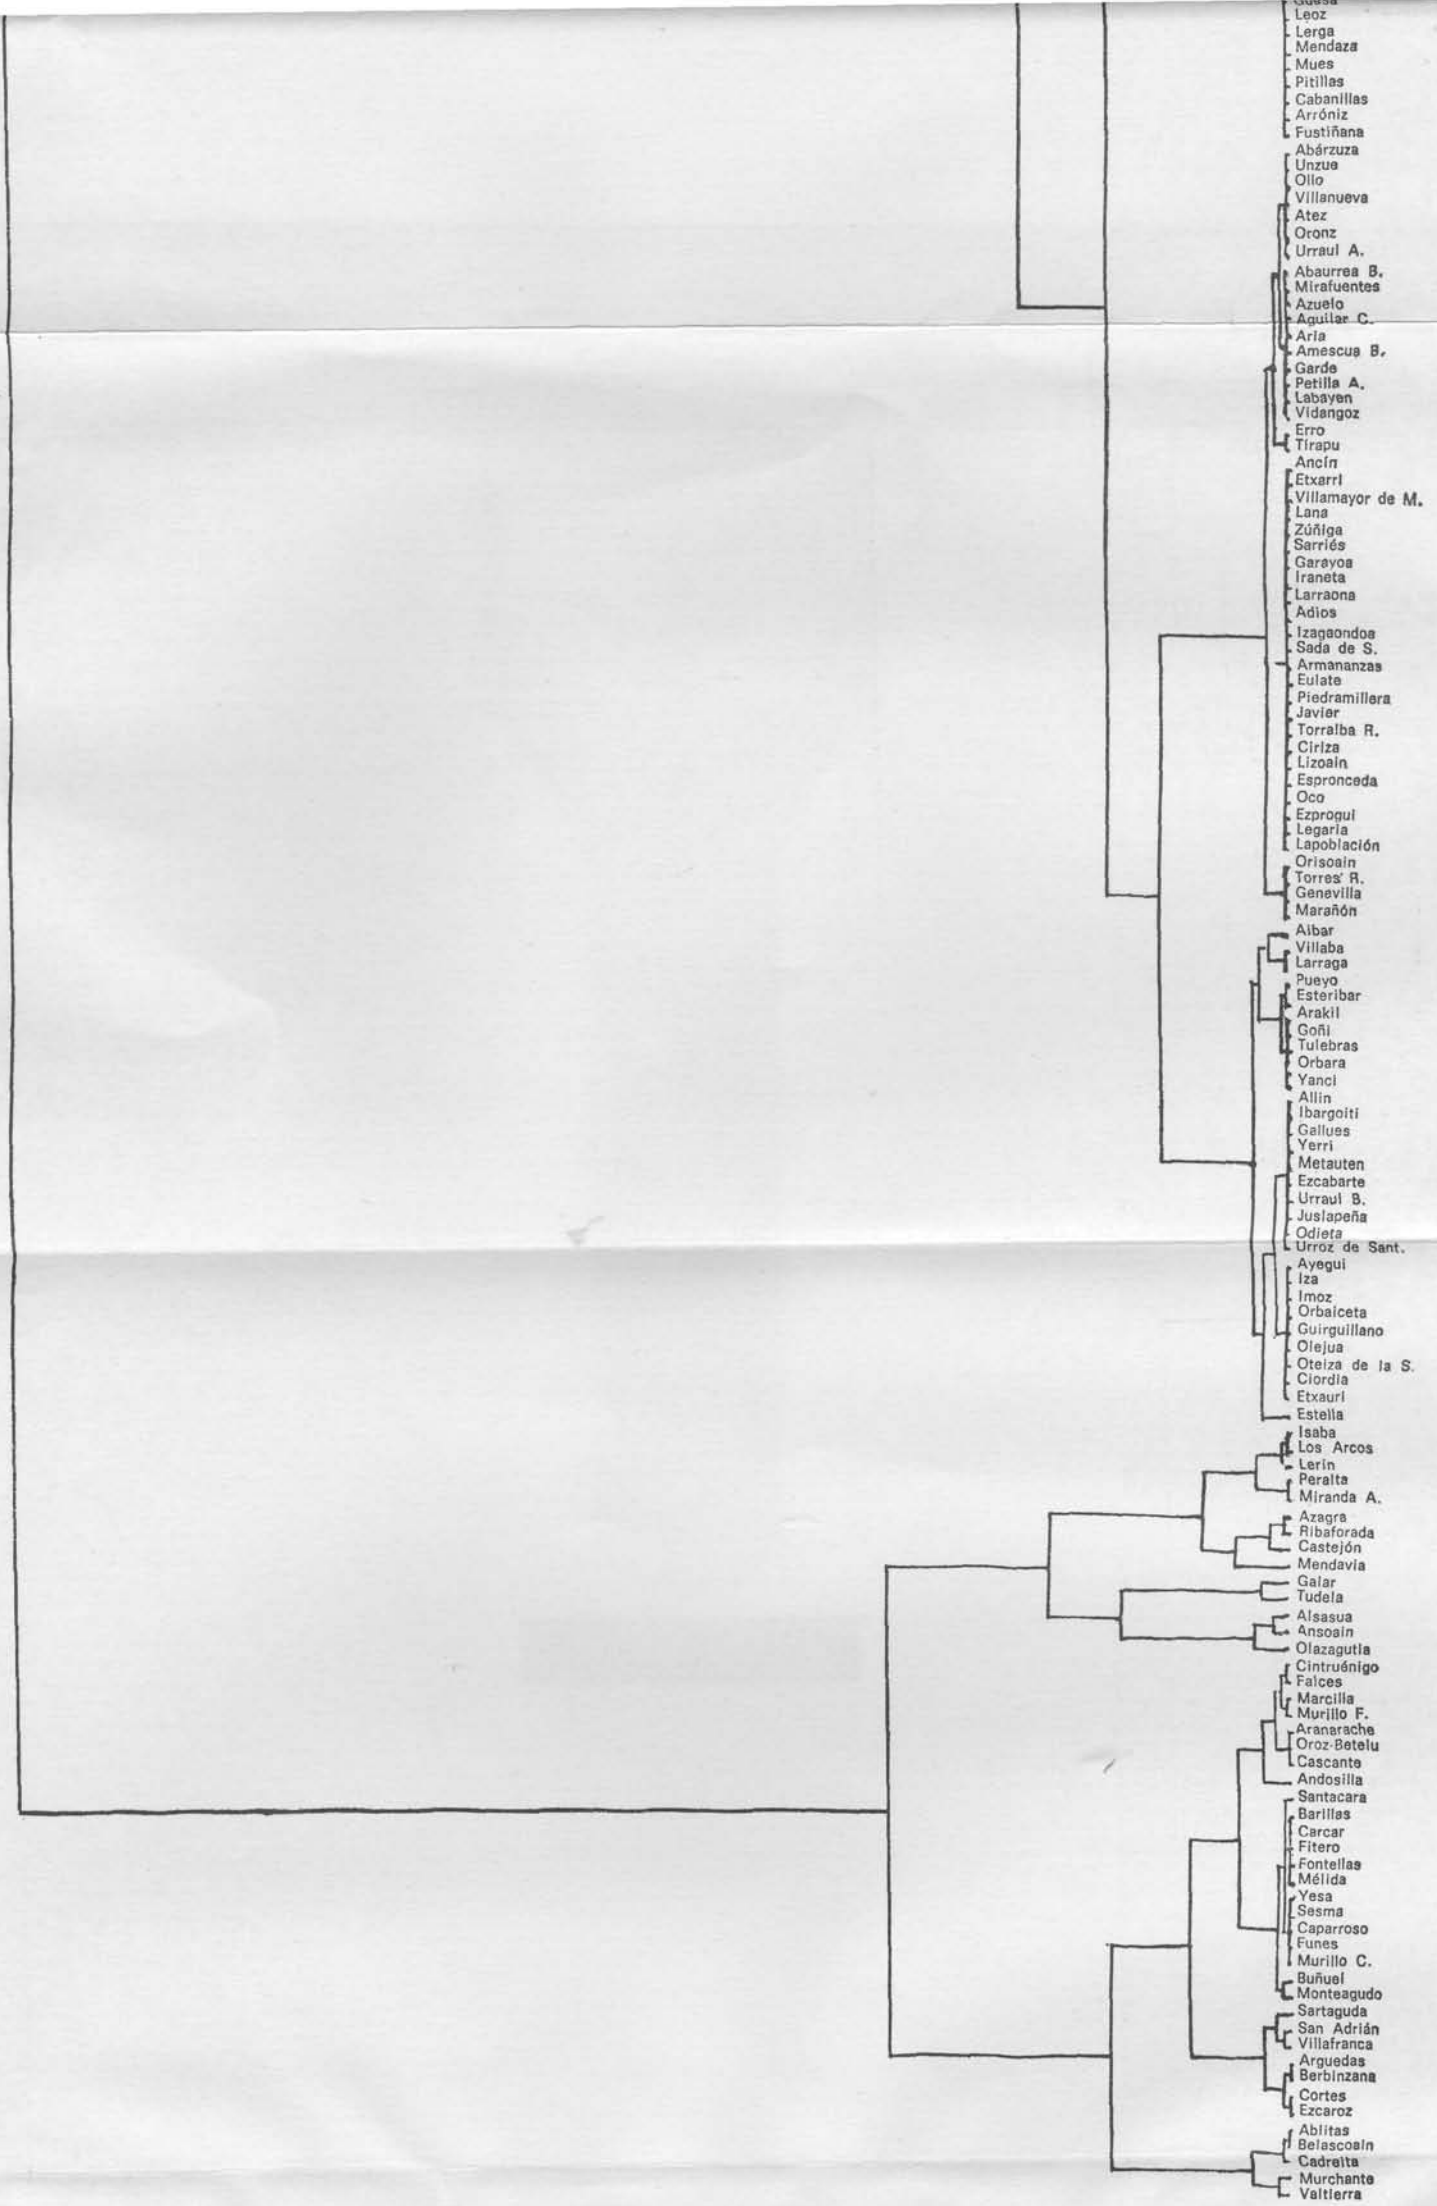 Guesa
Leoz
Lerga
Mendaza
Mues
Pitillas
Cabanillas
Arróniz
Fustiñana
Abárzuza
Unzue
Ollo
Villanueva
Atez
Oronz
Urraul A.
Abaurrea B.
Mirafuentes
Azuelo
Aguilar C.
Aria
Amescua B.
Garde
Petilla A.
Labayen
Vidangoz
Erro
Tirapu
Ancín
Etxarri
Villamayor de M.
Lana
Zúñiga
Sarriés
Garayoa
Iraneta
Larraona
Adios
Izagaondoa
Sada de S.
Armananzas
Eulate
Piedramillera
Javier
Torralba R.
Ciriza
Lizoain
Espronceda
Oco
Ezprogui
Legaria
Lapoblación
Orisoain
Torres R.
Genevilla
Marañón
Aibar
Villaba
Larraga
Pueyo
Esteribar
Arakil
Goñi
Tulebras
Orbara
Yanci
Allin
Ibargoiti
Gallues
Yerri
Metauten
Ezcabarte
Urraul B.
Juslapeña
Odieta
Urroz de Sant.
Ayegui
Iza
Imoz
Orbaiceta
Guirguillano
Olejua
Oteiza de la S.
Ciordia
Etxauri
Estella
Isaba
Los Arcos
Lerin
Peralta
Miranda A.
Azagra
Ribaforada
Castejón
Mendavia
Galar
Tudela
Alsasua
Ansoain
Olazagutia
Cintruénigo
Falces
Marcilla
Murillo F.
Aranarache
Oroz-Betelu
Cascante
Andosilla
Santacara
Barillas
Carcar
Fitero
Fontellas
Mélida
Yesa
Sesma
Caparroso
Funes
Murillo C.
Buñuel
Monteagudo
Sartaguda
San Adrián
Villafranca
Arguedas
Berbinzana
Cortes
Ezcaroz
Ablitas
Belascoain
Cadreita
Murchante
Valtierra